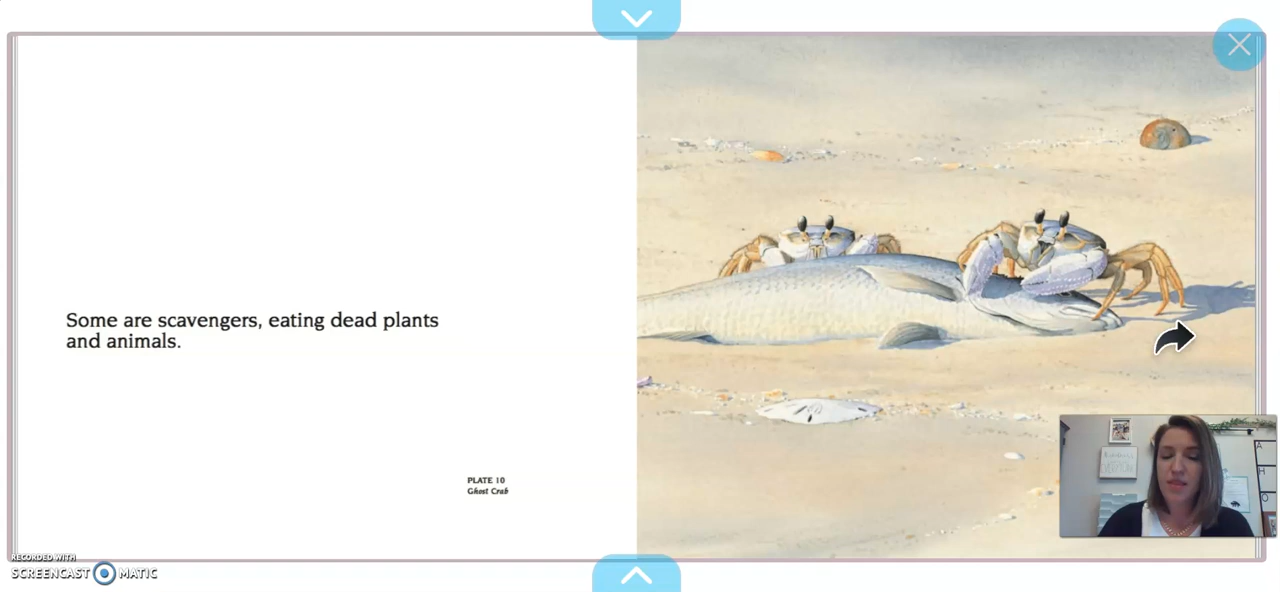 Some are scavengers, eating dead plants
and animals.
PLATE 10
Ghost Crab
RECORDED WITH
SCREENCAST MATIC
A
H
O